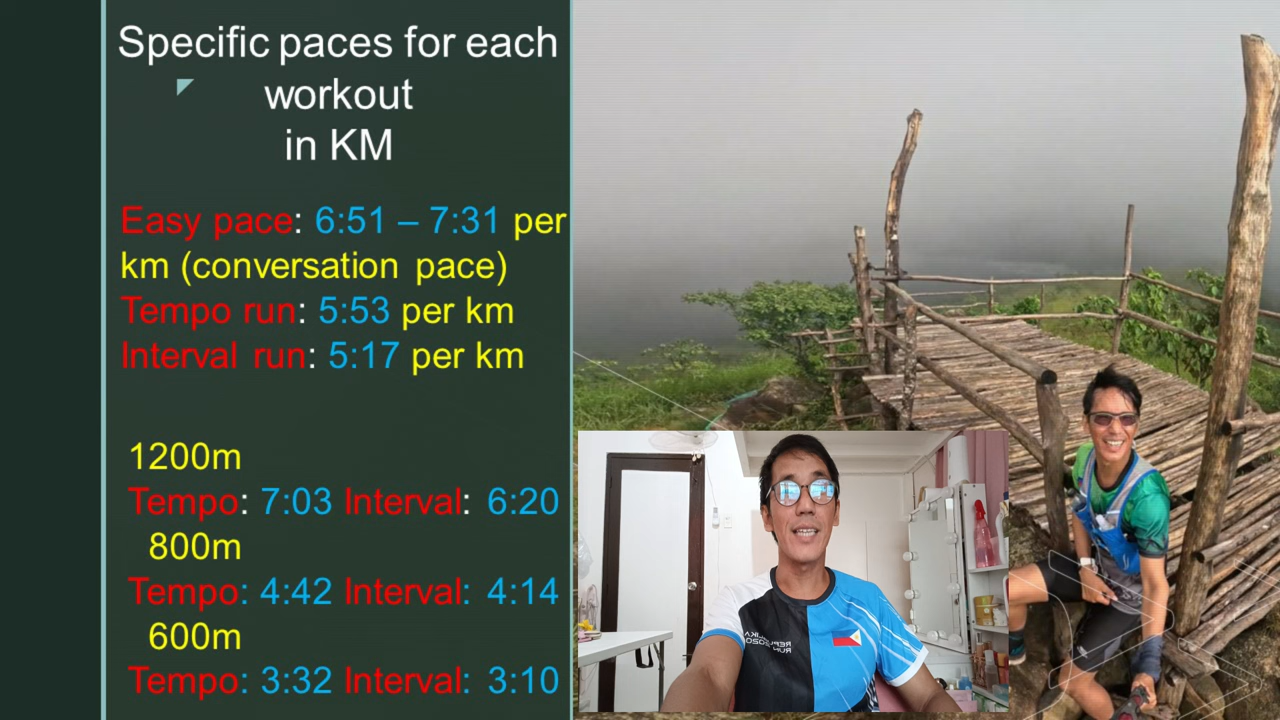 Specific paces for each
workout
in KM
Easy pace: 6:51 – 7:31 per
km (conversation pace)
Tempo run: 5:53 per km
Interval run: 5:17 per km
1200m
Tempo: 7:03 Interval: 6:20
800m
Tempo: 4:42 Interval: 4:14
600m
Tempo: 3:32 Interval: 3:10
RUN 2020